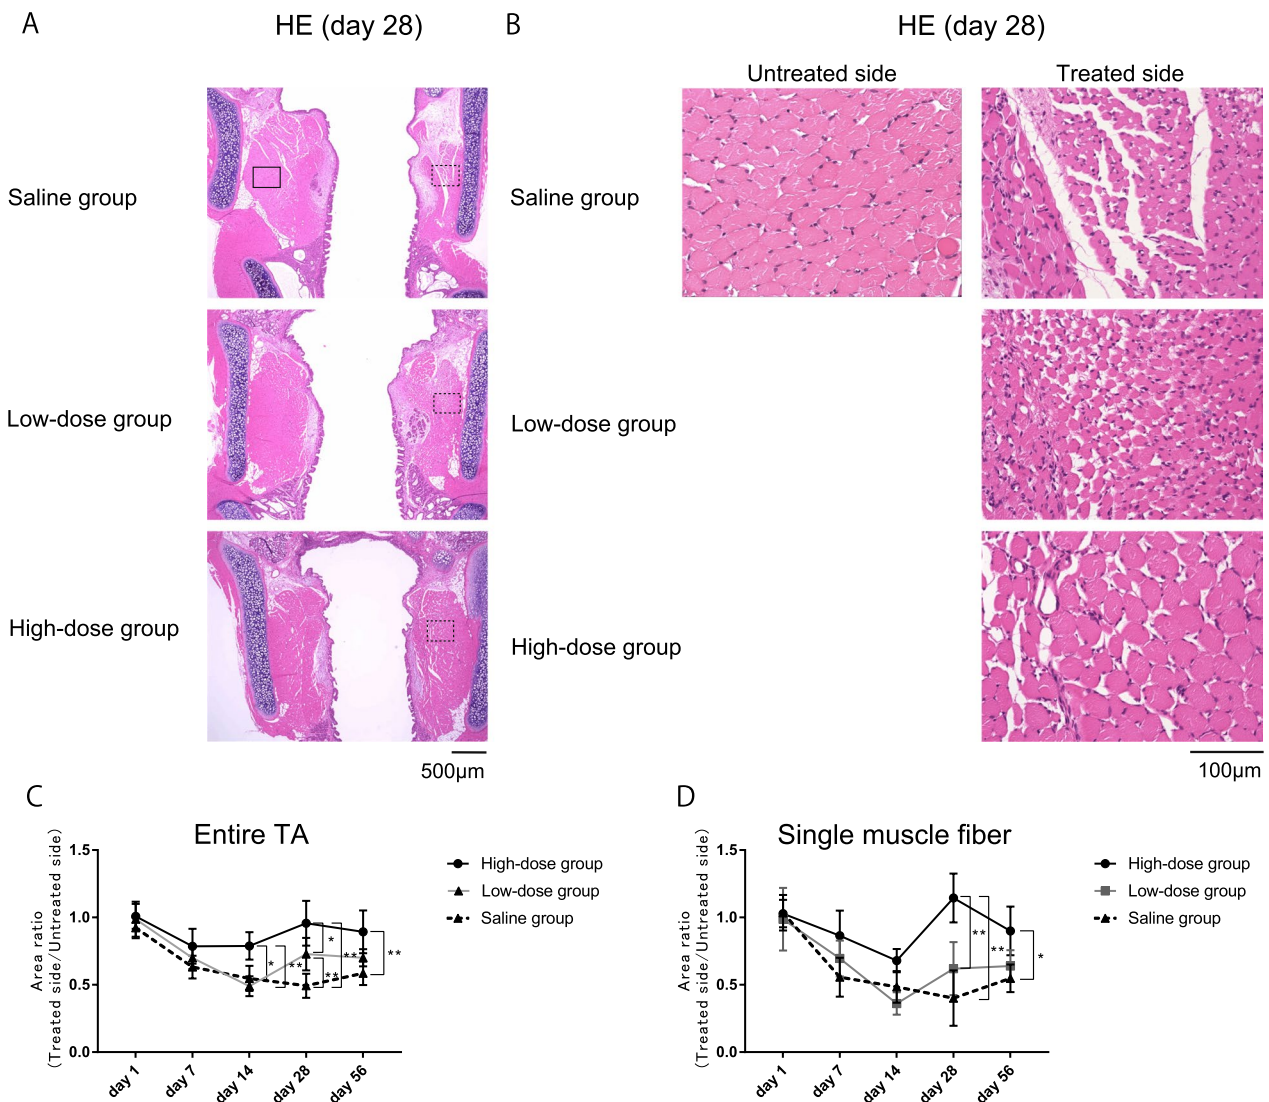 A
HE (day 28)
B
HE (day 28)
Untreated side
Treated side
Saline group
Saline group
Low-dose group
Low-dose group
High-dose group
High-dose group
500μm
100μm
C
Entire TA
Area ratio
(Treated side/Untreated side)
1.5
1.0
0.5
0.0
day 1
day 7
day 14
day 28
day 56
High-dose group
Low-dose group
Saline group
*
**
*
**
**
**
D
Single muscle fiber
Area ratio
(Treated side/Untreated side)
1.5
1.0
0.5
0.0
day 1
day 7
day 14
day 28
day 56
High-dose group
Low-dose group
Saline group
**
**
*